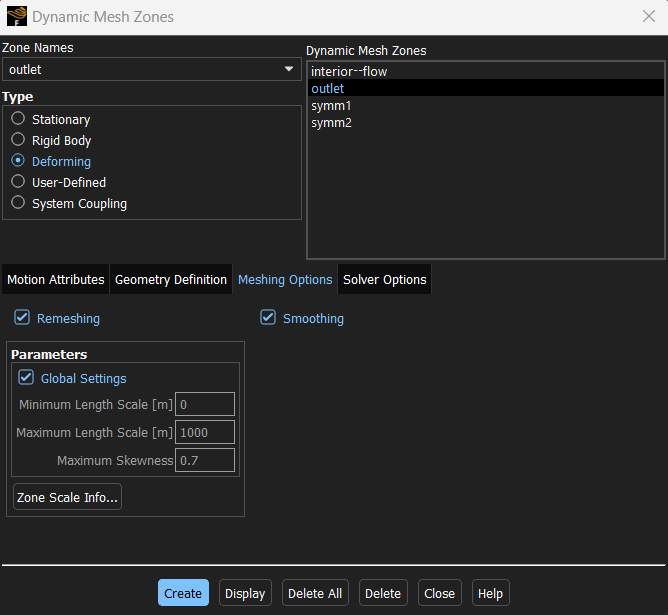 Dynamic Mesh Zones
Zone Names
outlet
Type
Stationary
Rigid Body
Deforming
User-Defined
System Coupling
Dynamic Mesh Zones
interior--flow
outlet
symm1
symm2
Motion Attributes Geometry Definition Meshing Options Solver Options
Remeshing
Smoothing
Parameters
Global Settings
Minimum Length Scale [m] 0
Maximum Length Scale [m] 1000
Maximum Skewness 0.7
Zone Scale Info...
Create Display Delete All Delete Close Help